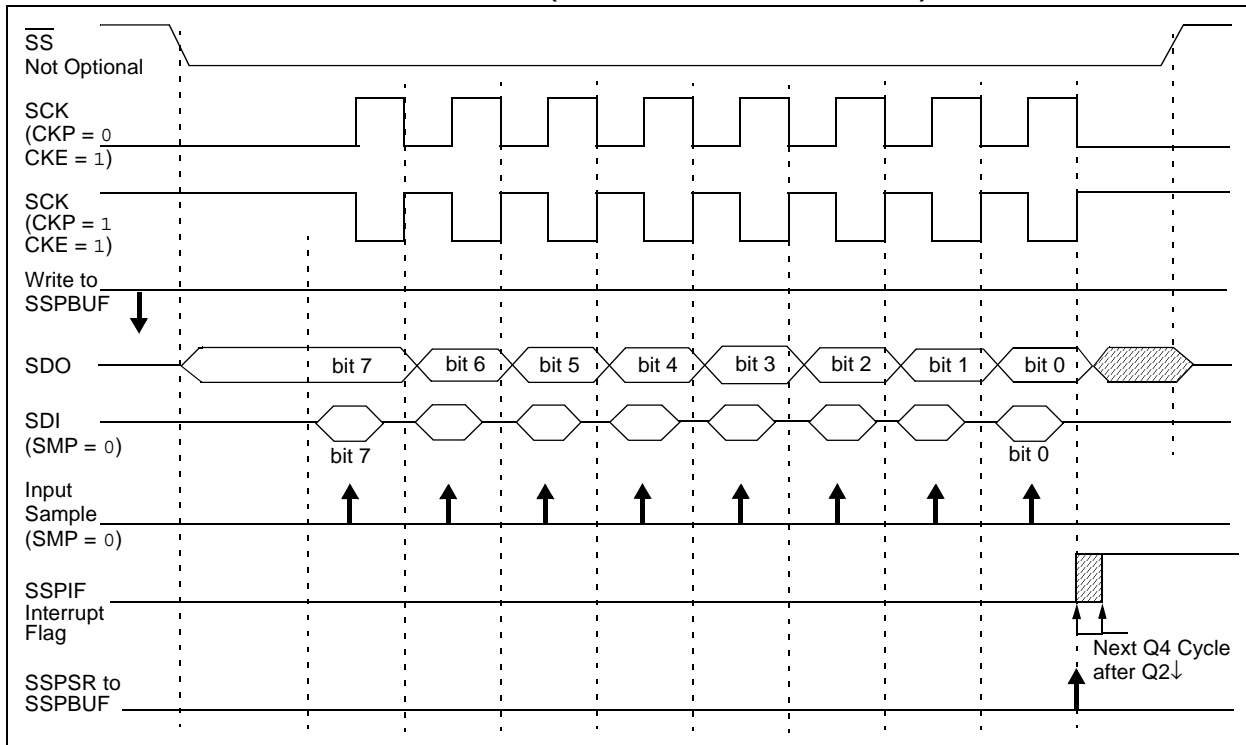 SS
Not Optional
SCK
(CKP = 0
CKE = 1)
SCK
(CKP = 1
CKE = 1)
Write to
SSPBUF
SDO
bit 7 bit 6 bit 5 bit 4 bit 3 bit 2 bit 1 bit 0
SDI
(SMP = 0)
bit 7 bit 0
Input
Sample
(SMP = 0)
SSPIF
Interrupt
Flag
Next Q4 Cycle
after Q2↓
SSPSR to
SSPBUF